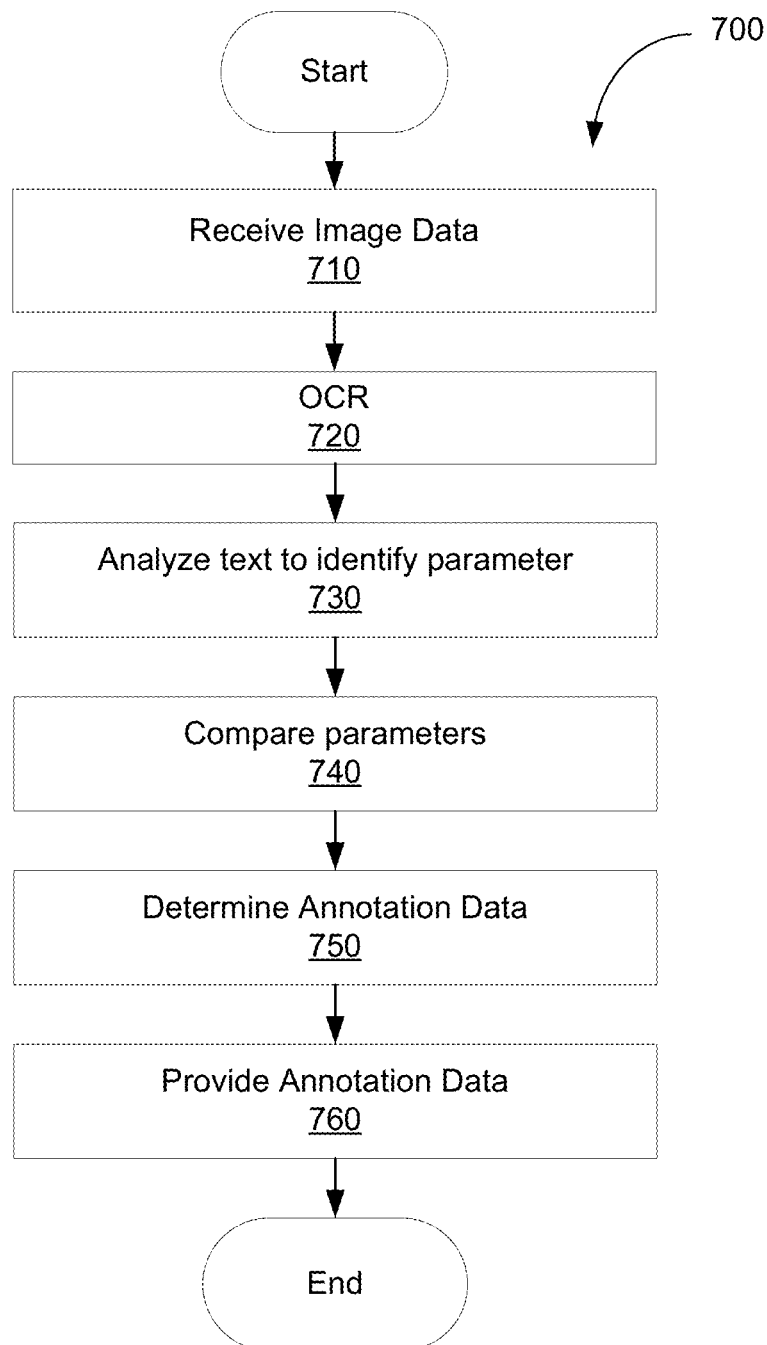 700
Start
Receive Image Data
710
OCR
720
Analyze text to identify parameter
730
Compare parameters
740
Determine Annotation Data
750
Provide Annotation Data
760
End